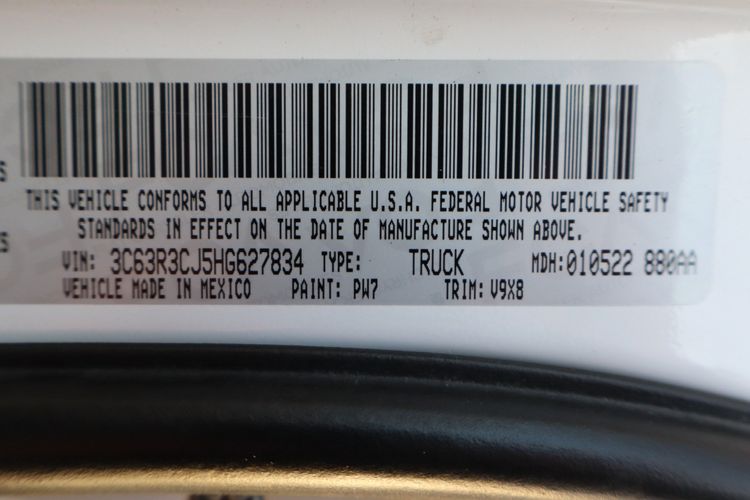 S
THIS VEHICLE CONFORMS TO ALL APPLICABLE U.S.A. FEDERAL MOTOR VEHICLE SAFETY
ES STANDARDS IN EFFECT ON THE DATE OF MANUFACTURE SHOWN ABOVE.
VIN: 3C63R3CJ5HG627834 TYPE: TRUCK MDH:010522 880AA
VEHICLE MADE IN MEXICO PAINT: PW7 TRIM: V9X8